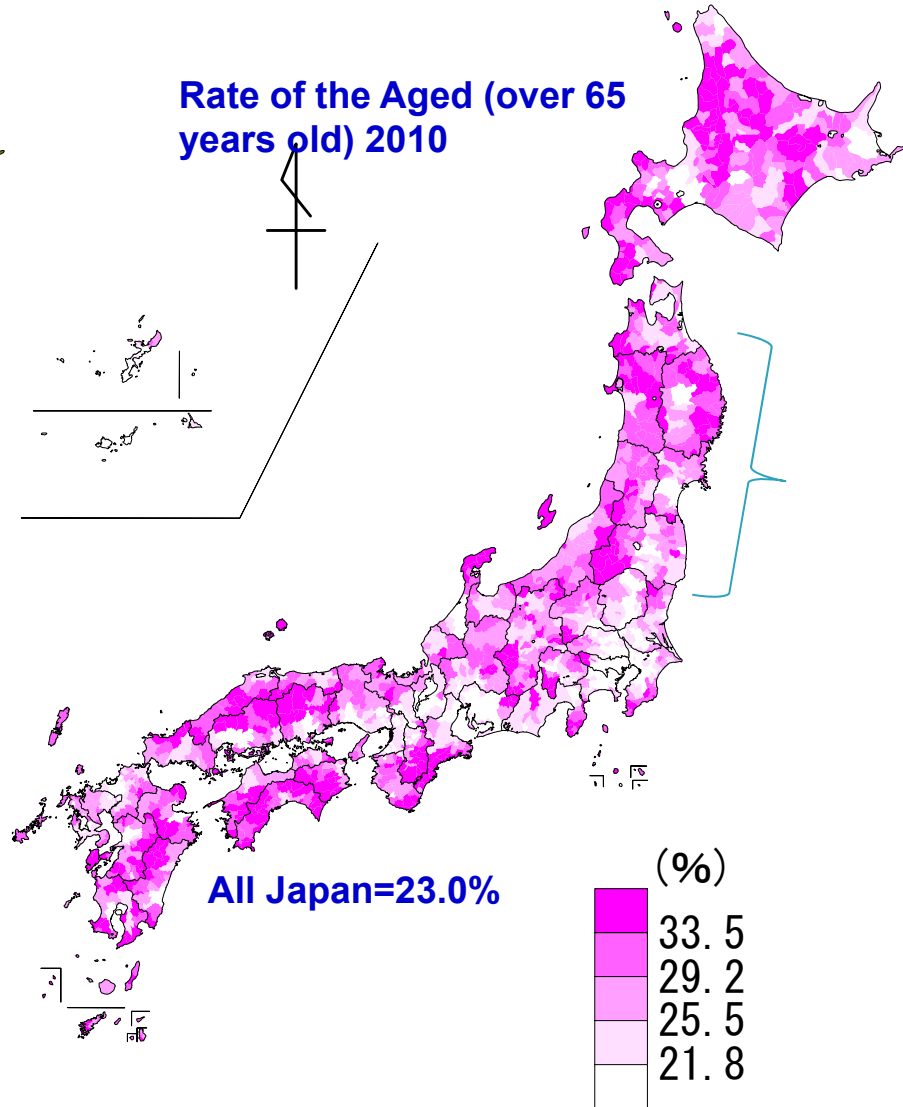 Rate of the Aged (over 65
years old) 2010
All Japan=23.0%
(%)
33.5
29.2
25.5
21.8